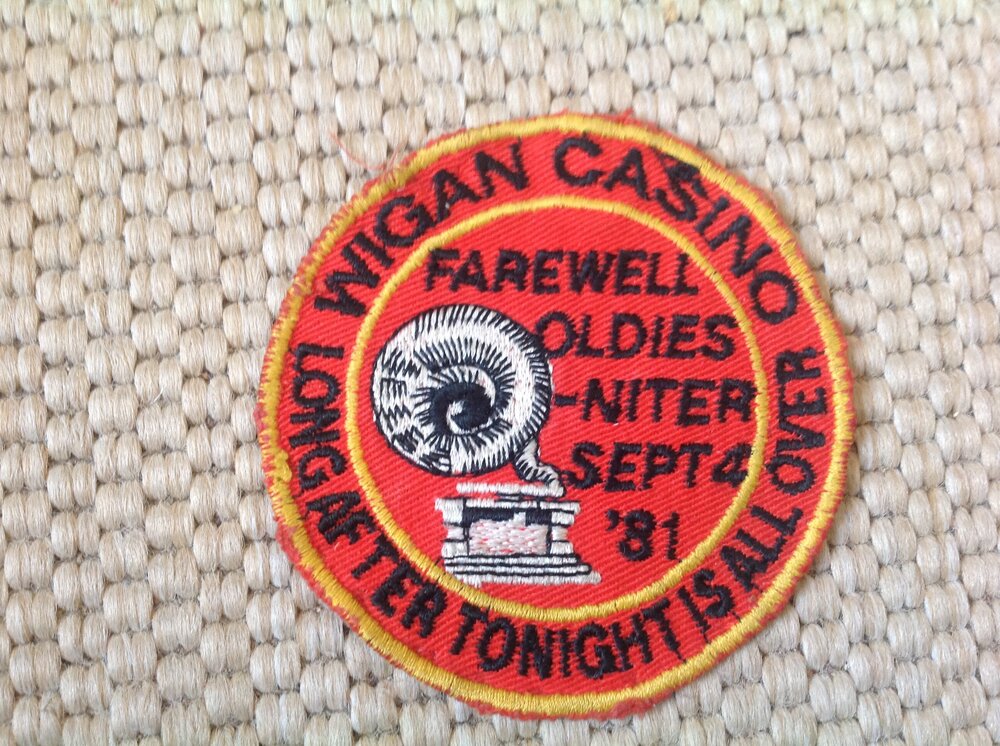 WIGAN CASINO
FAREWELL
OLDIES
-NITER
SEPT 4
'81
LONG AFTER TONIGHT IS ALL OVER